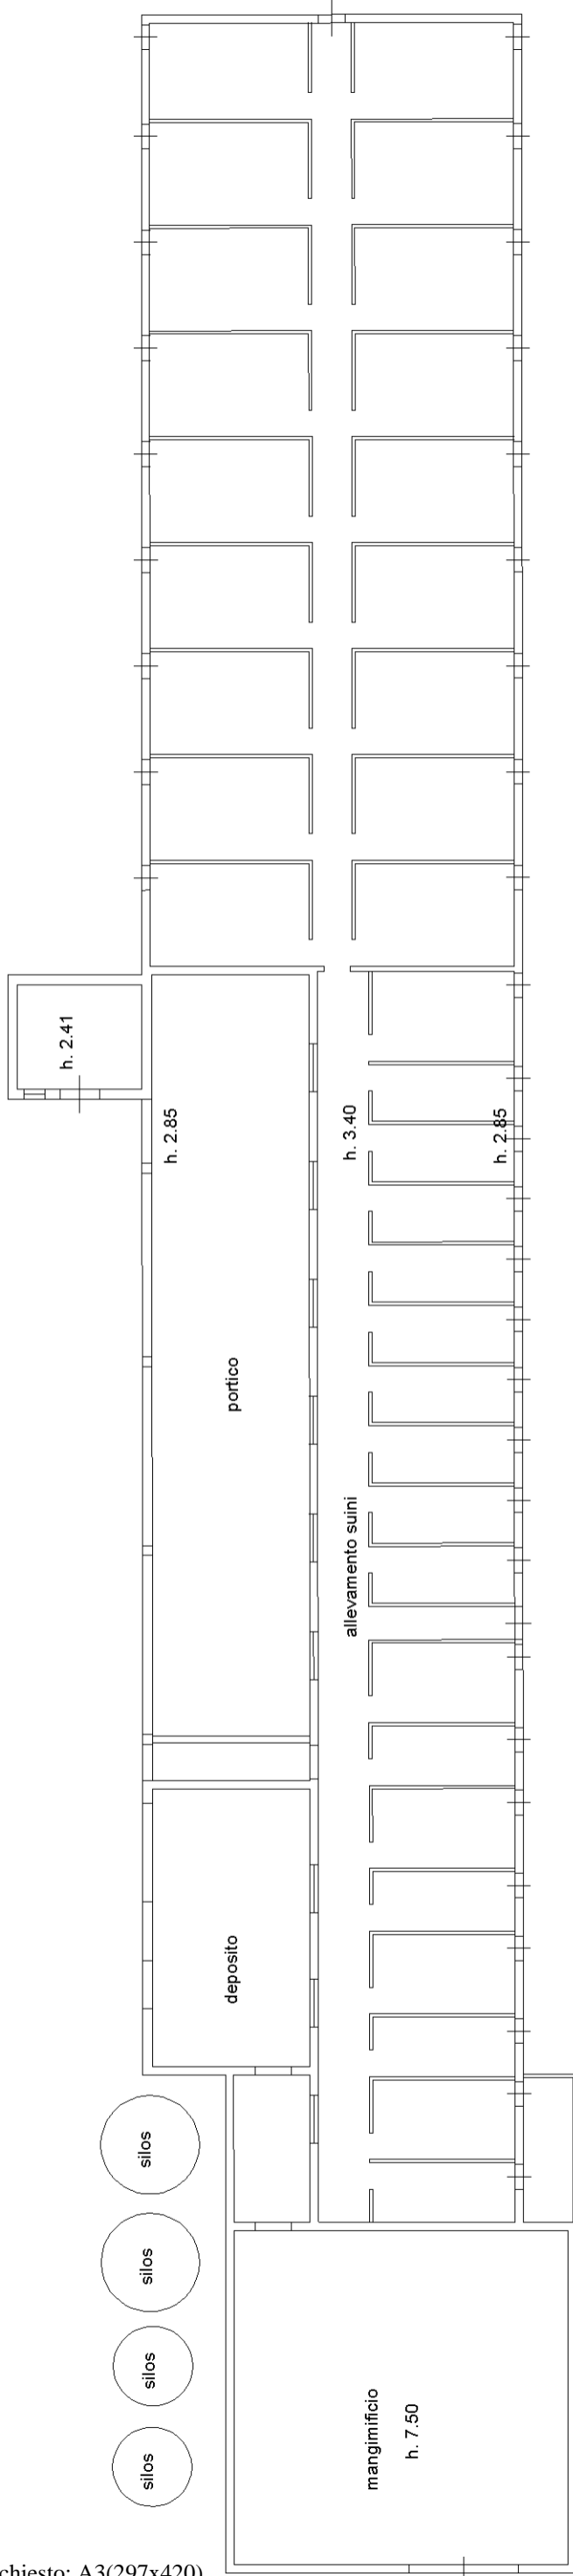 h. 2.41
h. 2.85
h. 3.40
h. 2.85
portico
allevamento suini
deposito
silos
silos
silos
silos
mangimificio
h. 7.50
chiesto: A3(297x420)